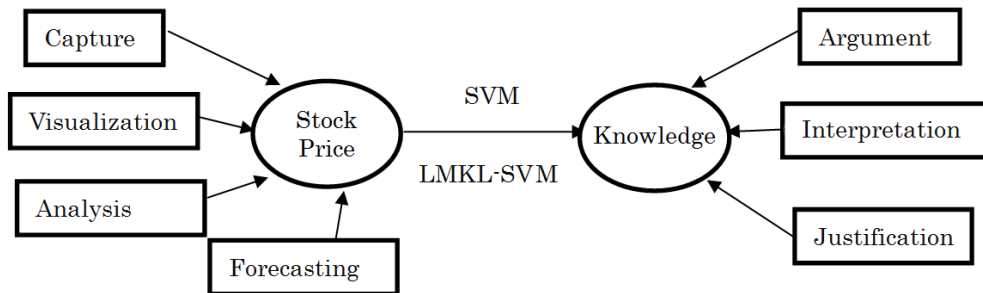 Capture
Argument
SVM
Visualization
Stock
Price
Knowledge
Interpretation
LMKL-SVM
Analysis
Justification
Forecasting